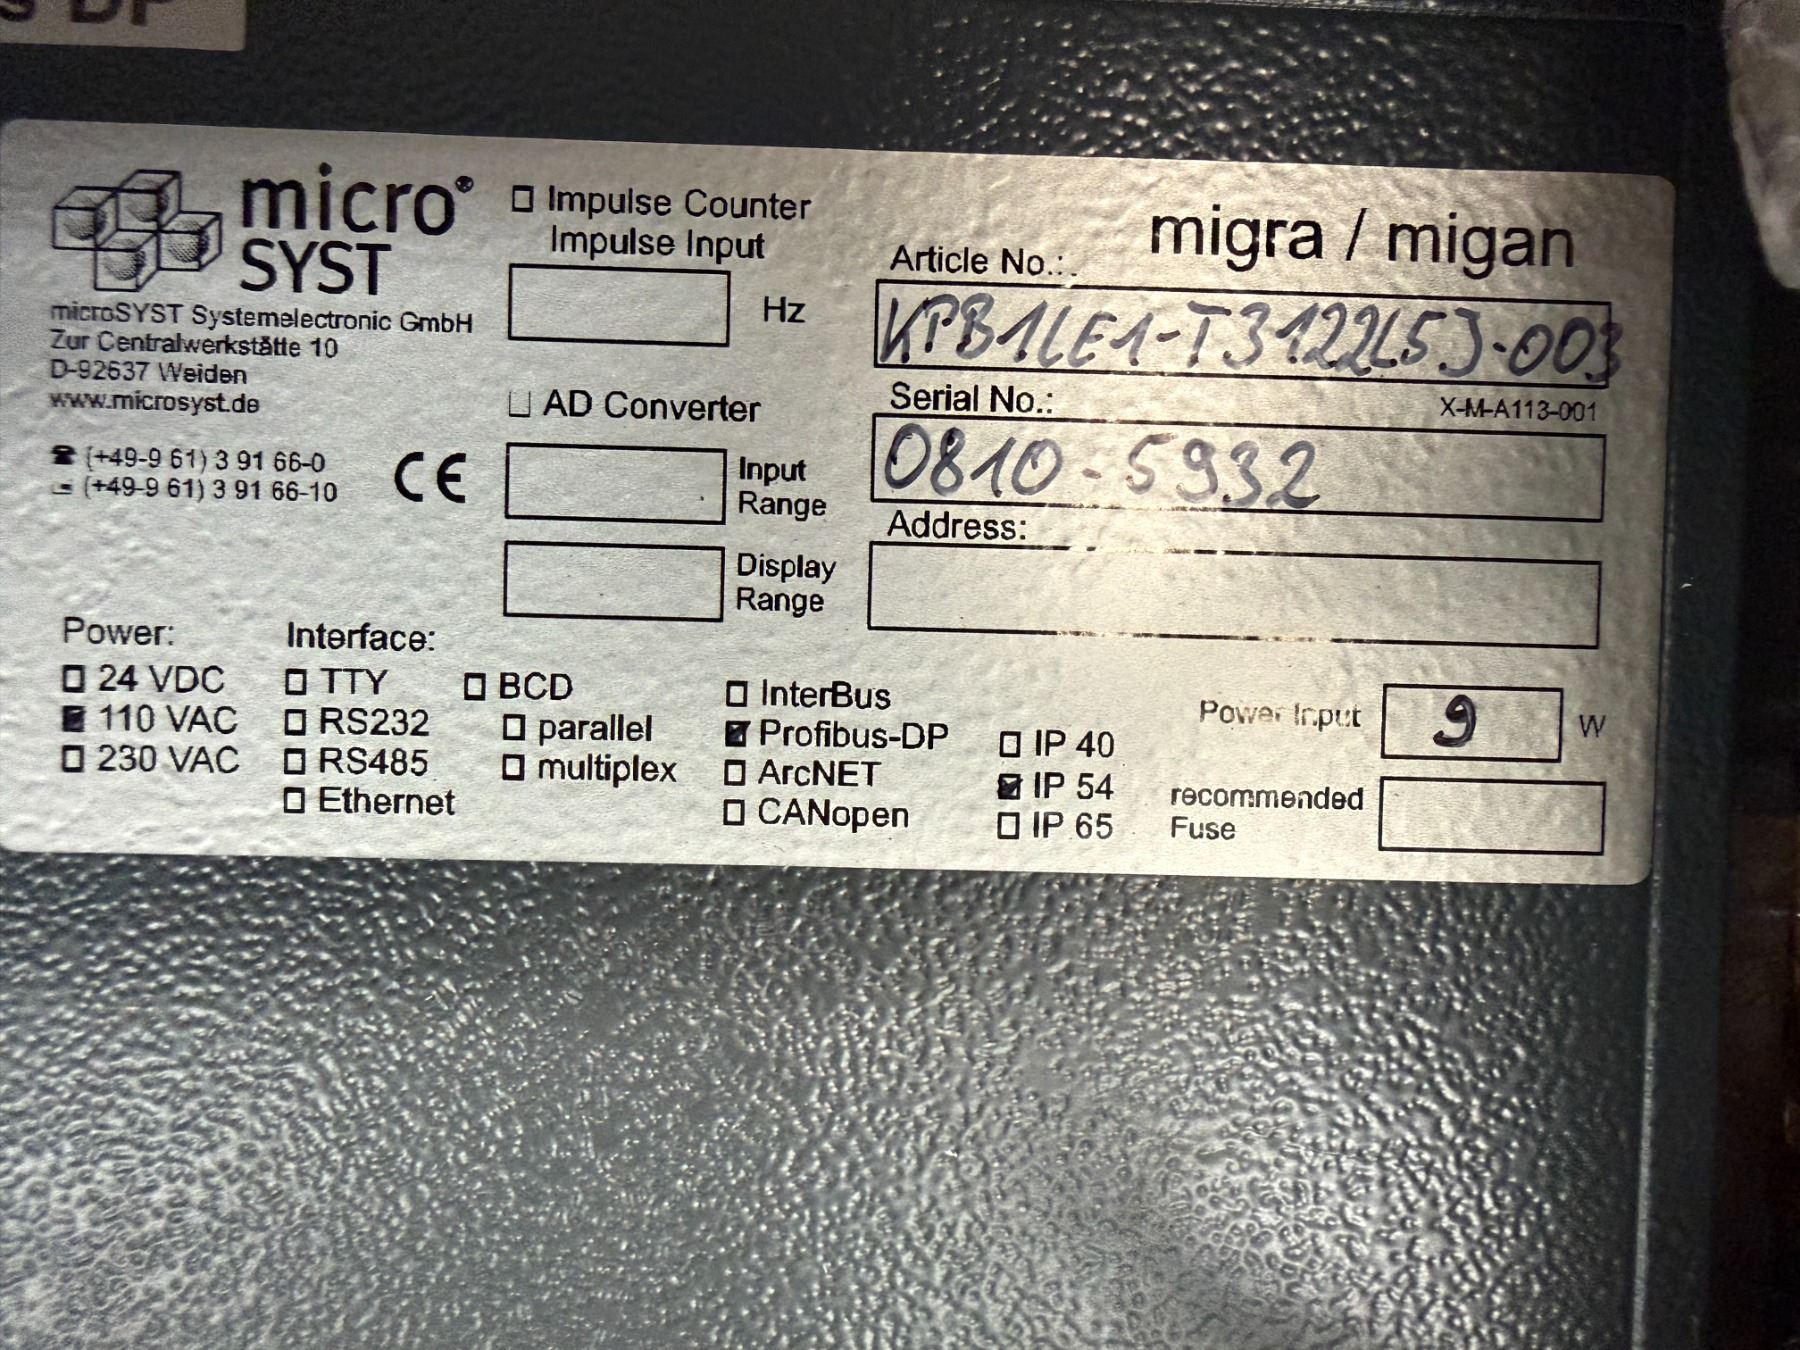 S DP
micro®
SYST
microSYST Systemelectronic GmbH
Zur Centralwerkstätte 10
D-92637 Weiden
www.microsyst.de
(+49-9 61) 3 91 66-0
(+49-9 61) 3 91 66-10
CE
Impulse Counter
Impulse Input
Hz
AD Converter
Input
Range
Display
Range
migra / migan
Article No.:
KPB1LE1-T3122L5J-003
Serial No.:
X-M-A113-001
0810-5932
Address:
Power:
24 VDC
110 VAC
230 VAC
Interface:
TTY
RS232
RS485
Ethernet
BCD
parallel
multiplex
InterBus
Profibus-DP
ArcNET
CANopen
IP 40
IP 54
IP 65
Power Input
9
W
recommended
Fuse